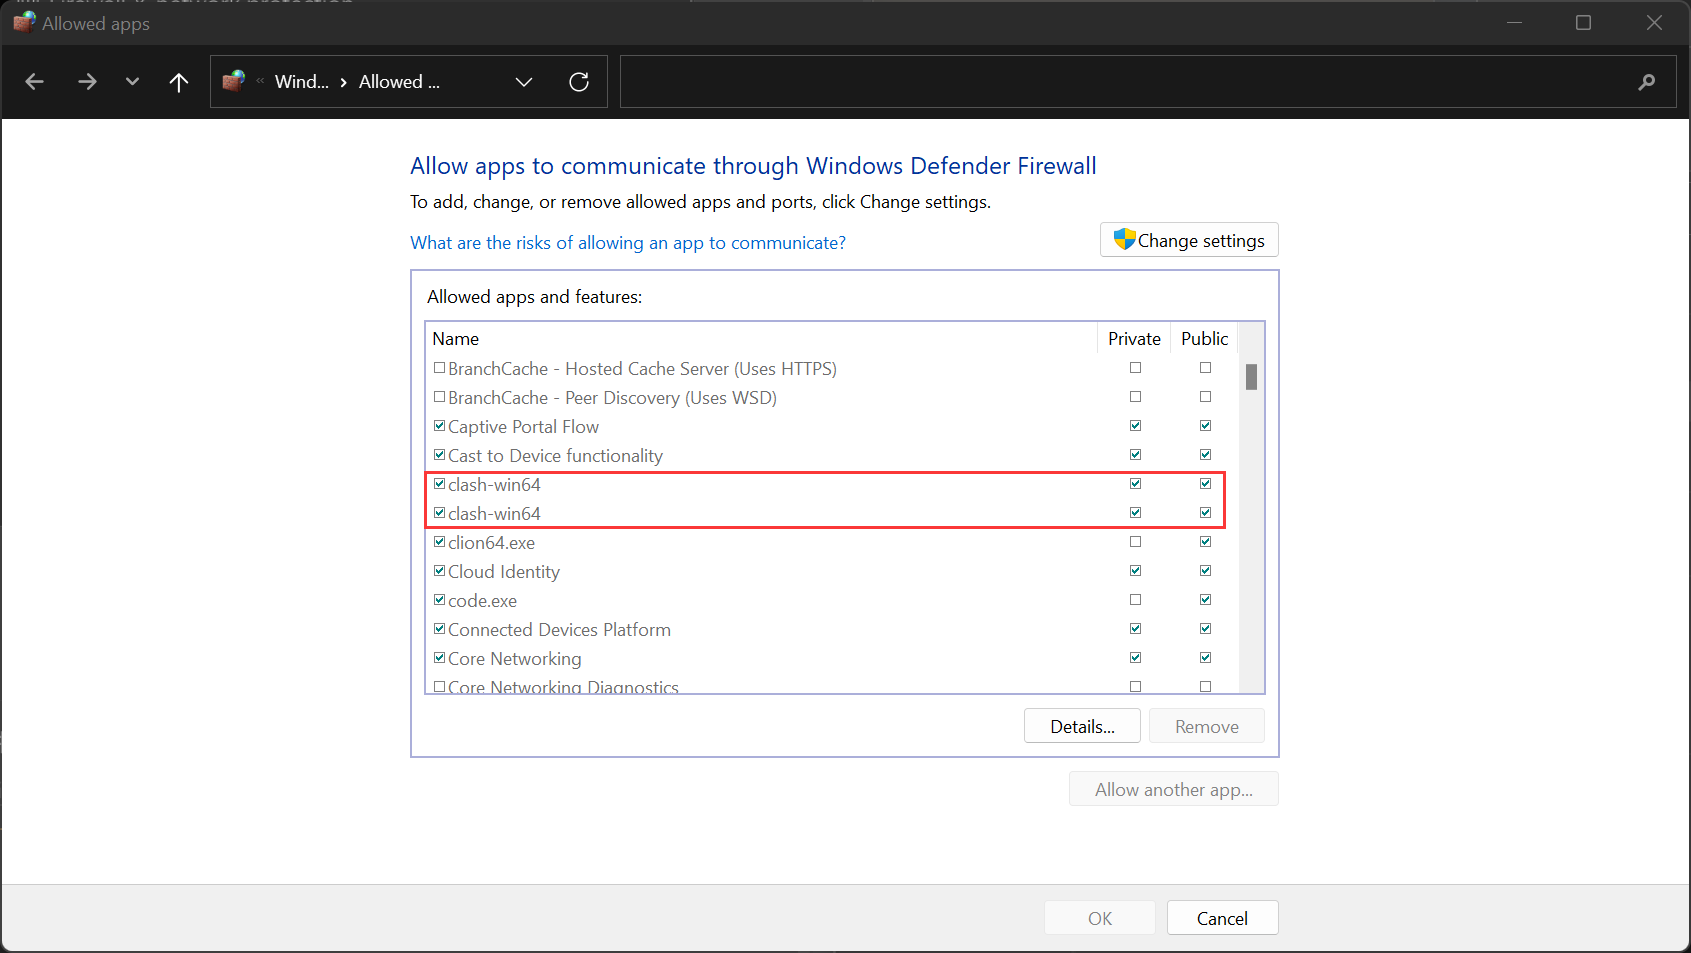 Allowed apps
« Wind... › Allowed ...
Allow apps to communicate through Windows Defender Firewall
To add, change, or remove allowed apps and ports, click Change settings.
What are the risks of allowing an app to communicate?
Change settings
Allowed apps and features:
Name Private Public
BranchCache - Hosted Cache Server (Uses HTTPS)
BranchCache - Peer Discovery (Uses WSD)
Captive Portal Flow
Cast to Device functionality
clash-win64
clash-win64
clion64.exe
Cloud Identity
code.exe
Connected Devices Platform
Core Networking
Core Networking Diagnostics
Details... Remove
Allow another app...
OK Cancel